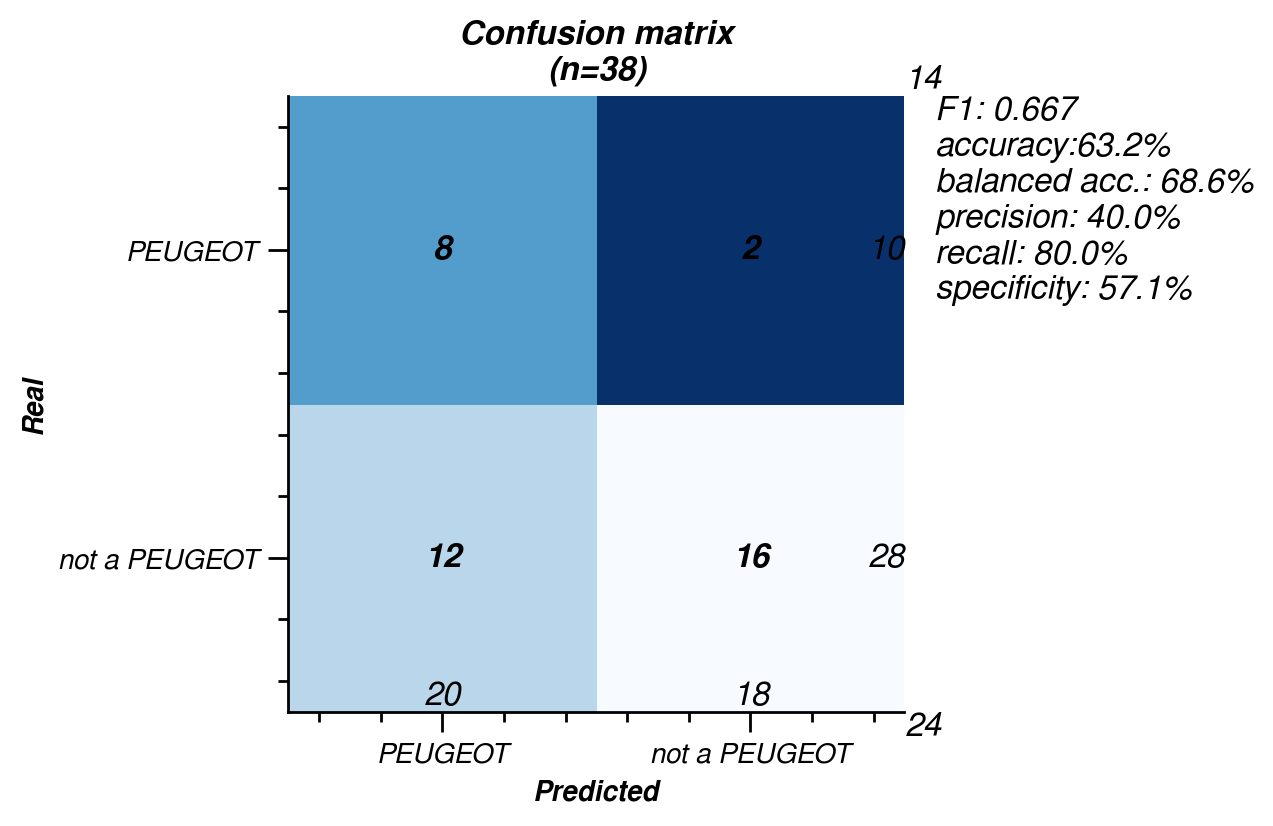 Confusion matrix
(n=38)
14
F1: 0.667
accuracy:63.2%
balanced acc.: 68.6%
precision: 40.0%
recall: 80.0%
specificity: 57.1%
PEUGEOT
8
2
10
Real
not a PEUGEOT
12
16
28
20
18
24
PEUGEOT
not a PEUGEOT
Predicted